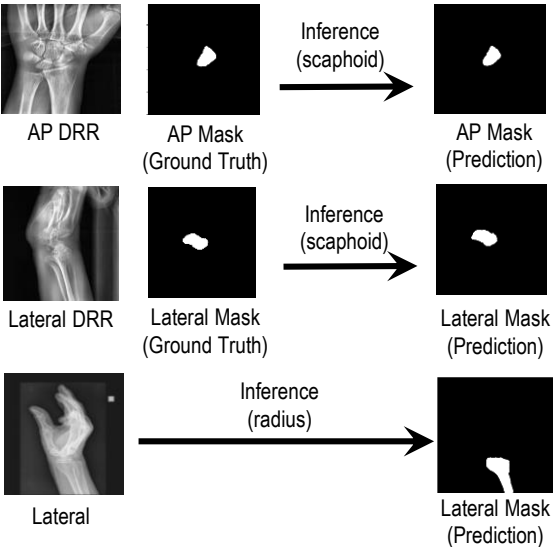 Inference
(scaphoid)
AP DRR
AP Mask
(Ground Truth)
AP Mask
(Prediction)
Inference
(scaphoid)
Lateral DRR
Lateral Mask
(Ground Truth)
Lateral Mask
(Prediction)
Inference
(radius)
Lateral
Lateral Mask
(Prediction)